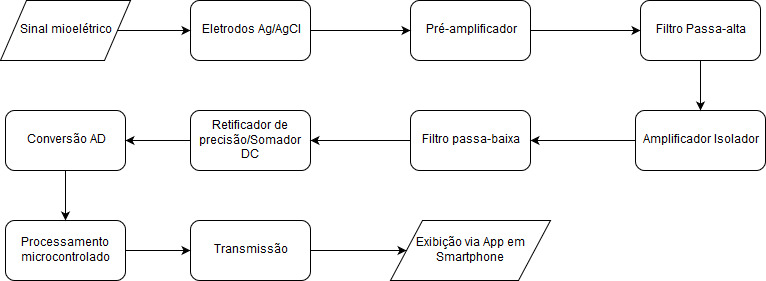 Sinal mioelétrico
Eletrodos Ag/AgCl
Pré-amplificador
Filtro Passa-alta
Conversão AD
Retificador de
precisão/Somador
DC
Filtro passa-baixa
Amplificador Isolador
Processamento
microcontrolado
Transmissão
Exibição via App em
Smartphone